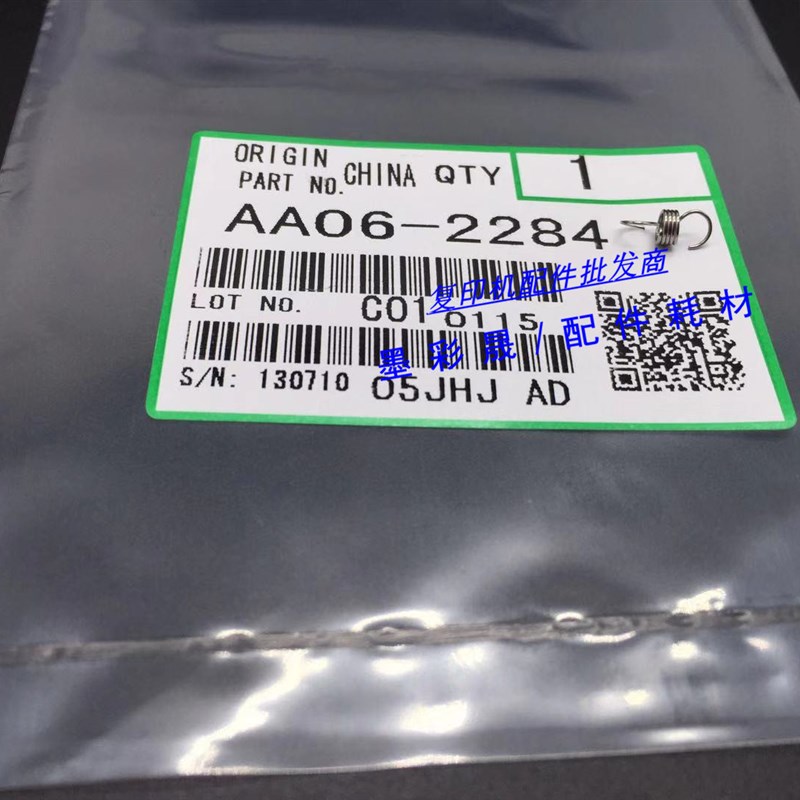 ORIGIN CHINA QTY 1
PART NO.
AA06-2284
复印机配件批发商
LOT NO. C010115
墨彩晟/配件耗材
S/N: 130710 05JHJ AD